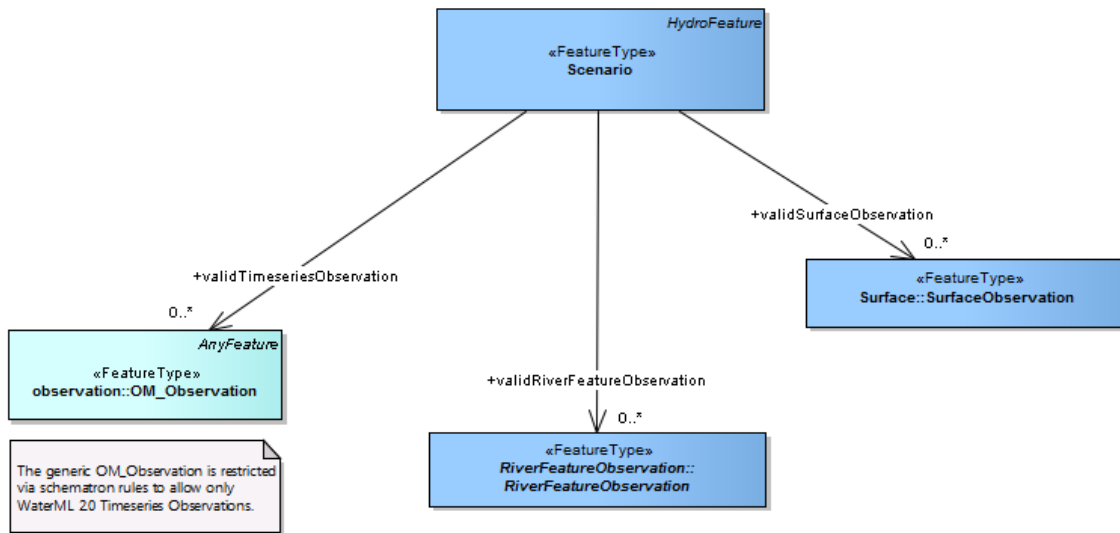 HydroFeature
«FeatureType»
Scenario
+validSurfaceObservation
0..*
«FeatureType»
Surface::SurfaceObservation
+validTimeseriesObservation
0..*
AnyFeature
«FeatureType»
observation::OM_Observation
+validRiverFeatureObservation
0..*
«FeatureType»
RiverFeatureObservation::
RiverFeatureObservation
The generic OM_Observation is restricted
via schematron rules to allow only
WaterML 20 Timeseries Observations.